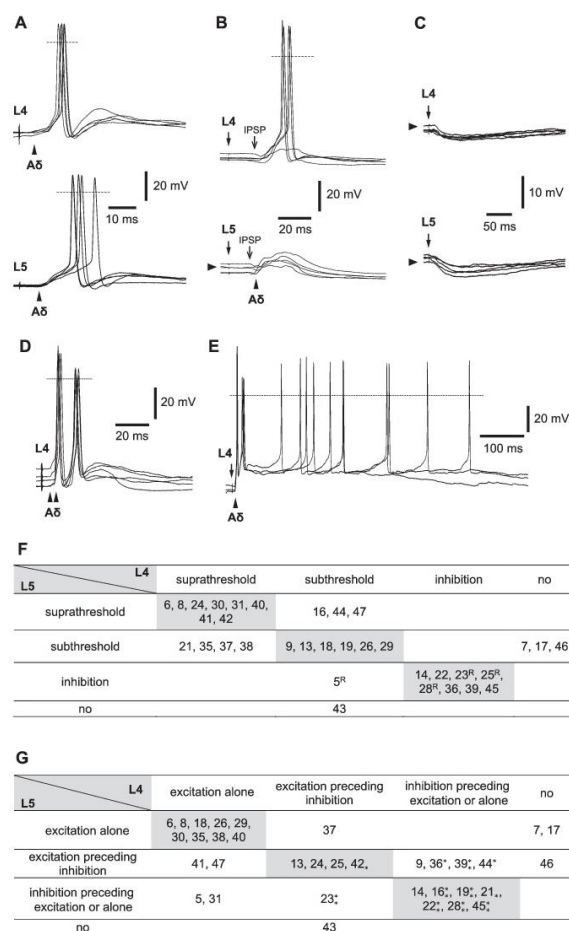 A
B
C
L4
Aδ
20 mV
10 ms
L5
Aδ
L4
IPSP
20 mV
20 ms
L5
IPSP
Aδ
L4
10 mV
50 ms
L5
D
E
L4
Aδ
20 mV
20 ms
L4
Aδ
20 mV
100 ms
F
L4
L5
suprathreshold subthreshold inhibition no
suprathreshold 6, 8, 24, 30, 31, 40, 41, 42 16, 44, 47
subthreshold 21, 35, 37, 38 9, 13, 18, 19, 26, 29 7, 17, 46
inhibition 5R 14, 22, 23R, 25R, 28R, 36, 39, 45
no 43
G
L4
L5
excitation alone excitation preceding inhibition inhibition preceding excitation or alone no
excitation alone 6, 8, 18, 26, 29, 30, 35, 38, 40 37 7, 17
excitation preceding inhibition 41, 47 13, 24, 25, 42* 9, 36*, 39*, 44* 46
inhibition preceding excitation or alone 5, 31 23* 14, 16*, 19*, 21*, 22*, 28*, 45*
no 43